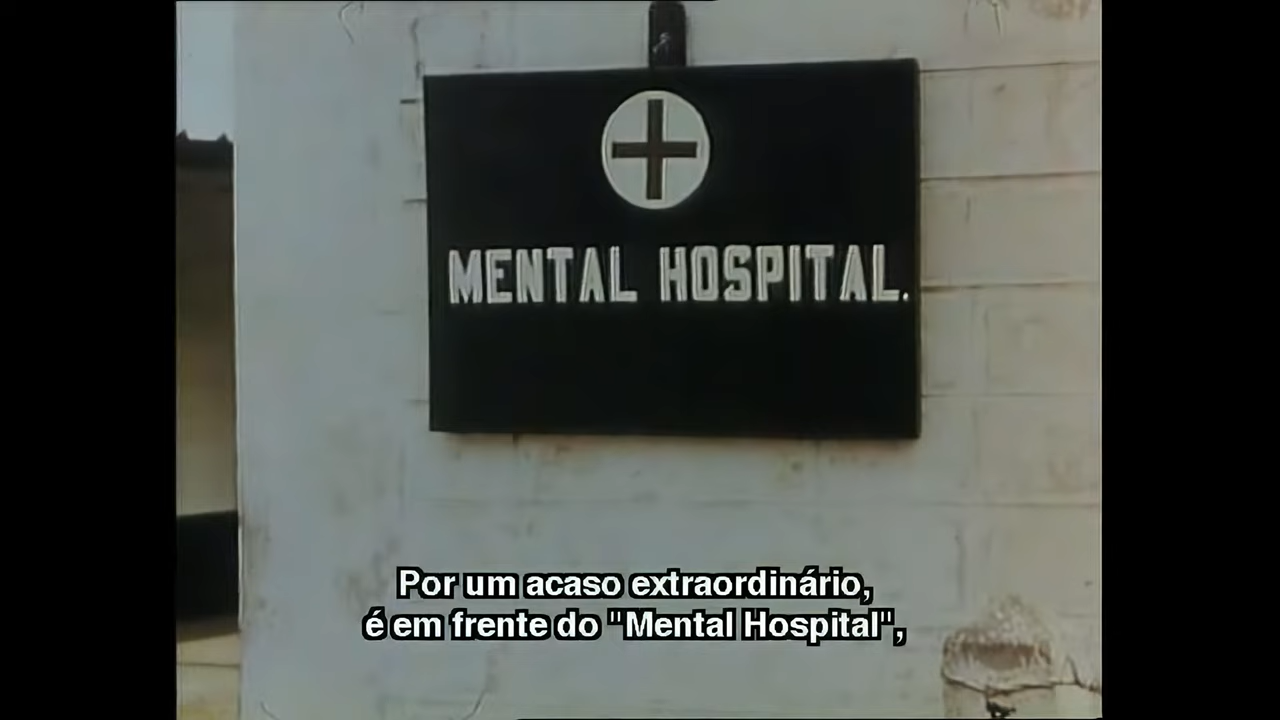 MENTAL HOSPITAL.
Por um acaso extraordinário,
é em frente do "Mental Hospital",